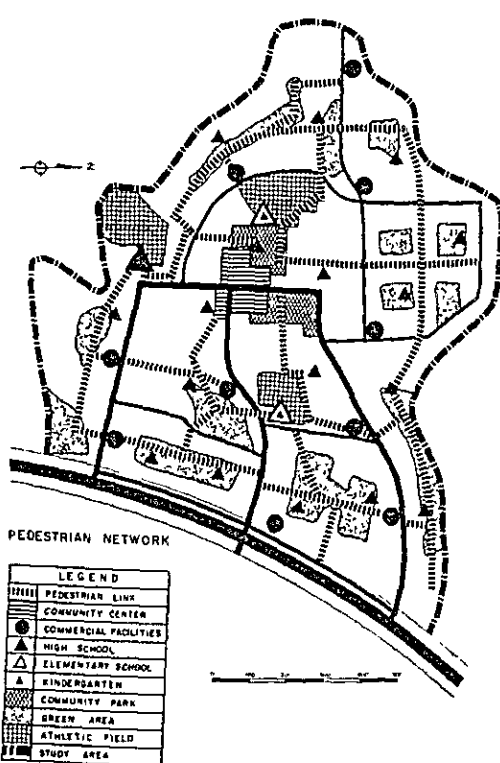 Z
PEDESTRIAN NETWORK
LEGEND
PEDESTRIAN LINK
COMMUNITY CENTER
COMMERCIAL FACILITIES
HIGH SCHOOL
ELEMENTARY SCHOOL
KINDERGARTEN
COMMUNITY PARK
GREEN AREA
ATHLETIC FIELD
STUDY AREA